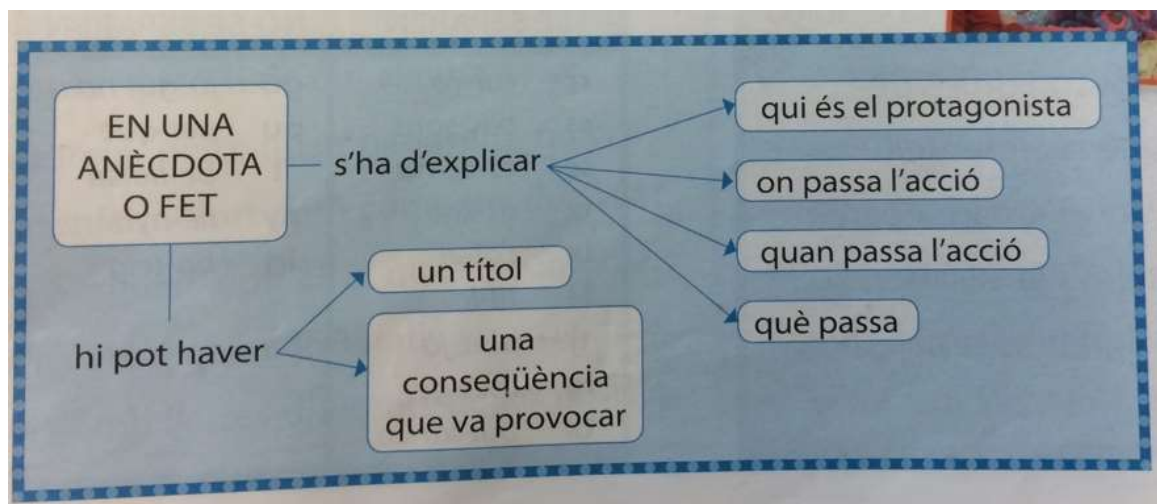 EN UNA
ANÈCDOTA
O FET
s'ha d'explicar
qui és el protagonista
on passa l'acció
quan passa l'acció
què passa
hi pot haver
un títol
una
conseqüència
que va provocar